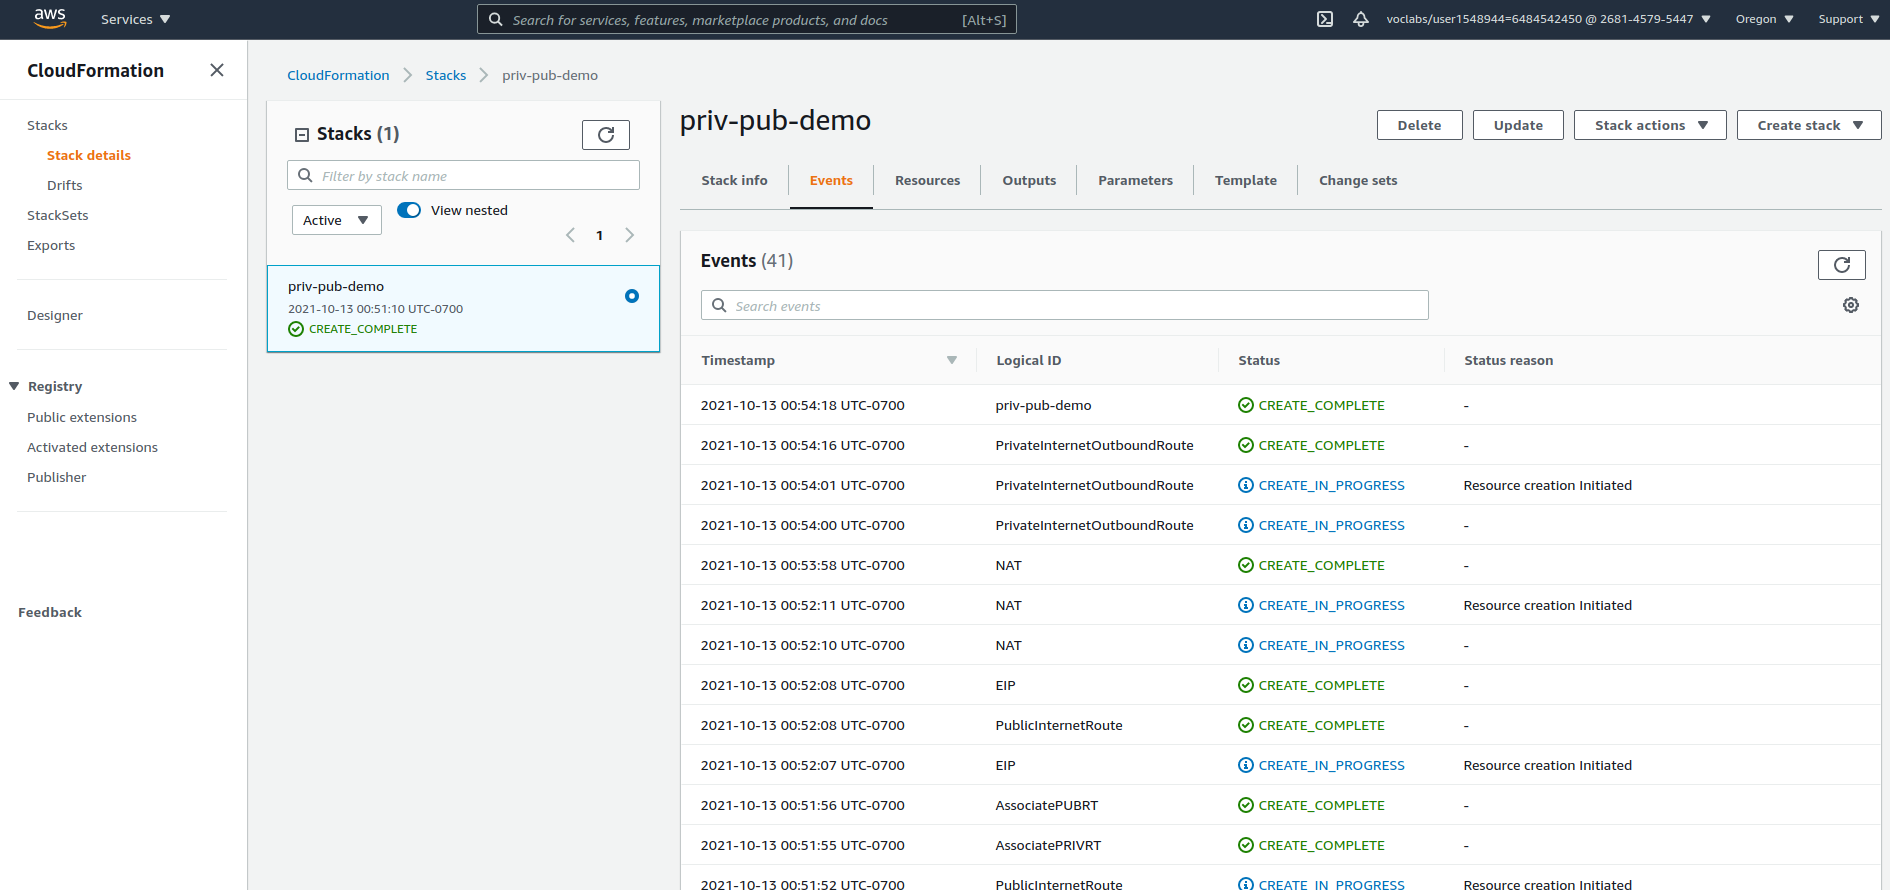 aws Services Search for services, features, marketplace products, and docs [Alt+S] voclabs/user1548944=6484542450 @ 2681-4579-5447 Oregon Support
CloudFormation
Stacks
Stack details
Drifts
StackSets
Exports
Designer
Registry
Public extensions
Activated extensions
Publisher
Feedback
CloudFormation Stacks priv-pub-demo
Stacks (1)
Filter by stack name
Active View nested
1
priv-pub-demo
2021-10-13 00:51:10 UTC-0700
CREATE_COMPLETE
priv-pub-demo
Delete Update Stack actions Create stack
Stack info Events Resources Outputs Parameters Template Change sets
Events (41)
Search events
Timestamp Logical ID Status Status reason
2021-10-13 00:54:18 UTC-0700 priv-pub-demo CREATE_COMPLETE -
2021-10-13 00:54:16 UTC-0700 PrivateInternetOutboundRoute CREATE_COMPLETE -
2021-10-13 00:54:01 UTC-0700 PrivateInternetOutboundRoute CREATE_IN_PROGRESS Resource creation Initiated
2021-10-13 00:54:00 UTC-0700 PrivateInternetOutboundRoute CREATE_IN_PROGRESS -
2021-10-13 00:53:58 UTC-0700 NAT CREATE_COMPLETE -
2021-10-13 00:52:11 UTC-0700 NAT CREATE_IN_PROGRESS Resource creation Initiated
2021-10-13 00:52:10 UTC-0700 NAT CREATE_IN_PROGRESS -
2021-10-13 00:52:08 UTC-0700 EIP CREATE_COMPLETE -
2021-10-13 00:52:08 UTC-0700 PublicInternetRoute CREATE_COMPLETE -
2021-10-13 00:52:07 UTC-0700 EIP CREATE_IN_PROGRESS Resource creation Initiated
2021-10-13 00:51:56 UTC-0700 AssociatePUBRT CREATE_COMPLETE -
2021-10-13 00:51:55 UTC-0700 AssociatePRIVRT CREATE_COMPLETE -
2021-10-13 00:51:52 UTC-0700 PublicInternetRoute CREATE_IN_PROGRESS Resource creation Initiated